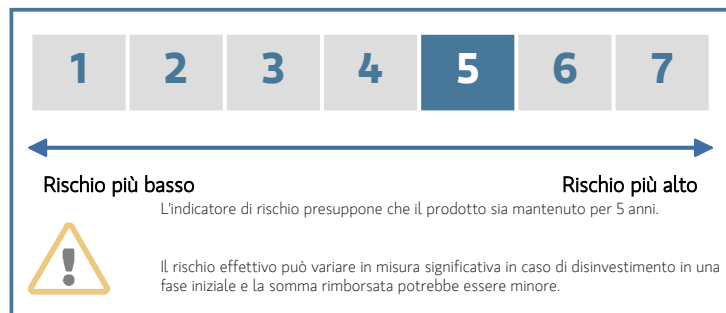 1 2 3 4 5 6 7
Rischio più basso Rischio più alto
L'indicatore di rischio presuppone che il prodotto sia mantenuto per 5 anni.
!
Il rischio effettivo può variare in misura significativa in caso di disinvestimento in una
fase iniziale e la somma rimborsata potrebbe essere minore.